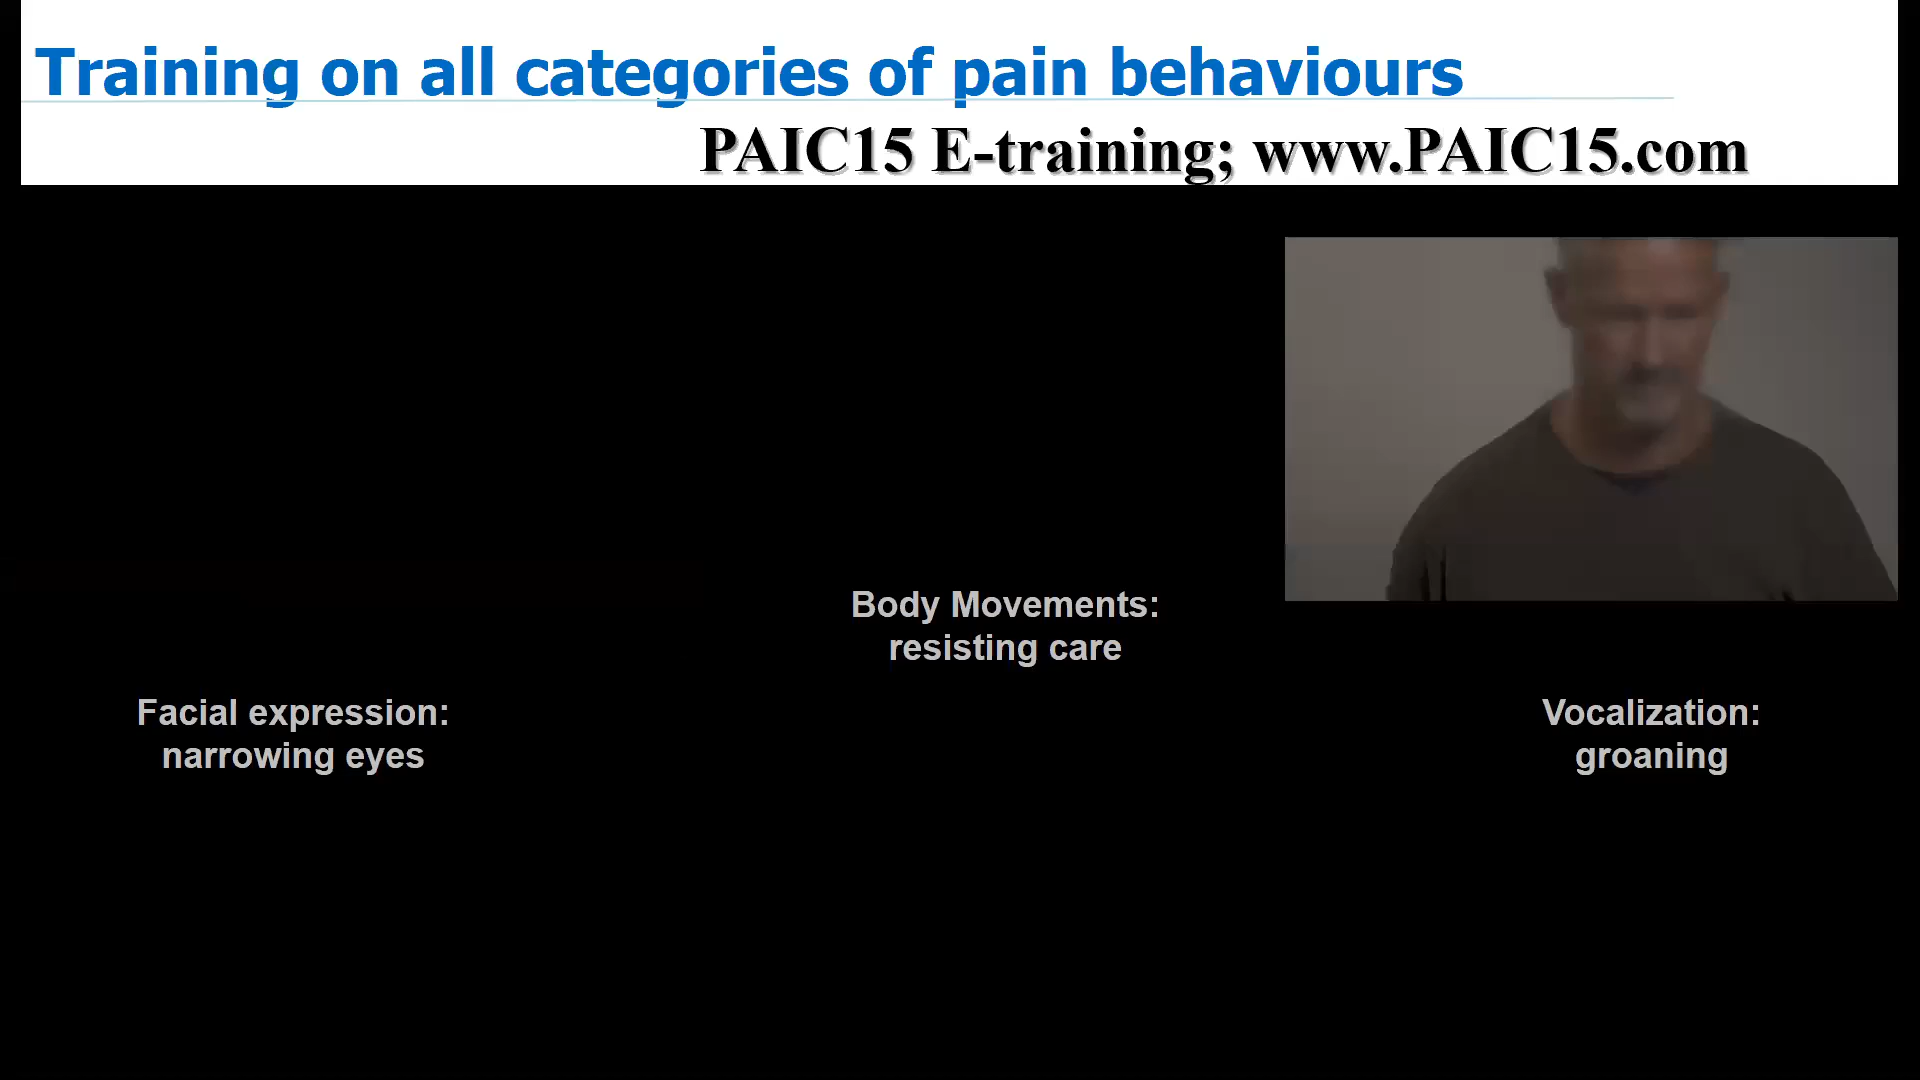 Training on all categories of pain behaviours
PAIC15 E-training; www.PAIC15.com
Body Movements:
resisting care
Facial expression:
narrowing eyes
Vocalization:
groaning